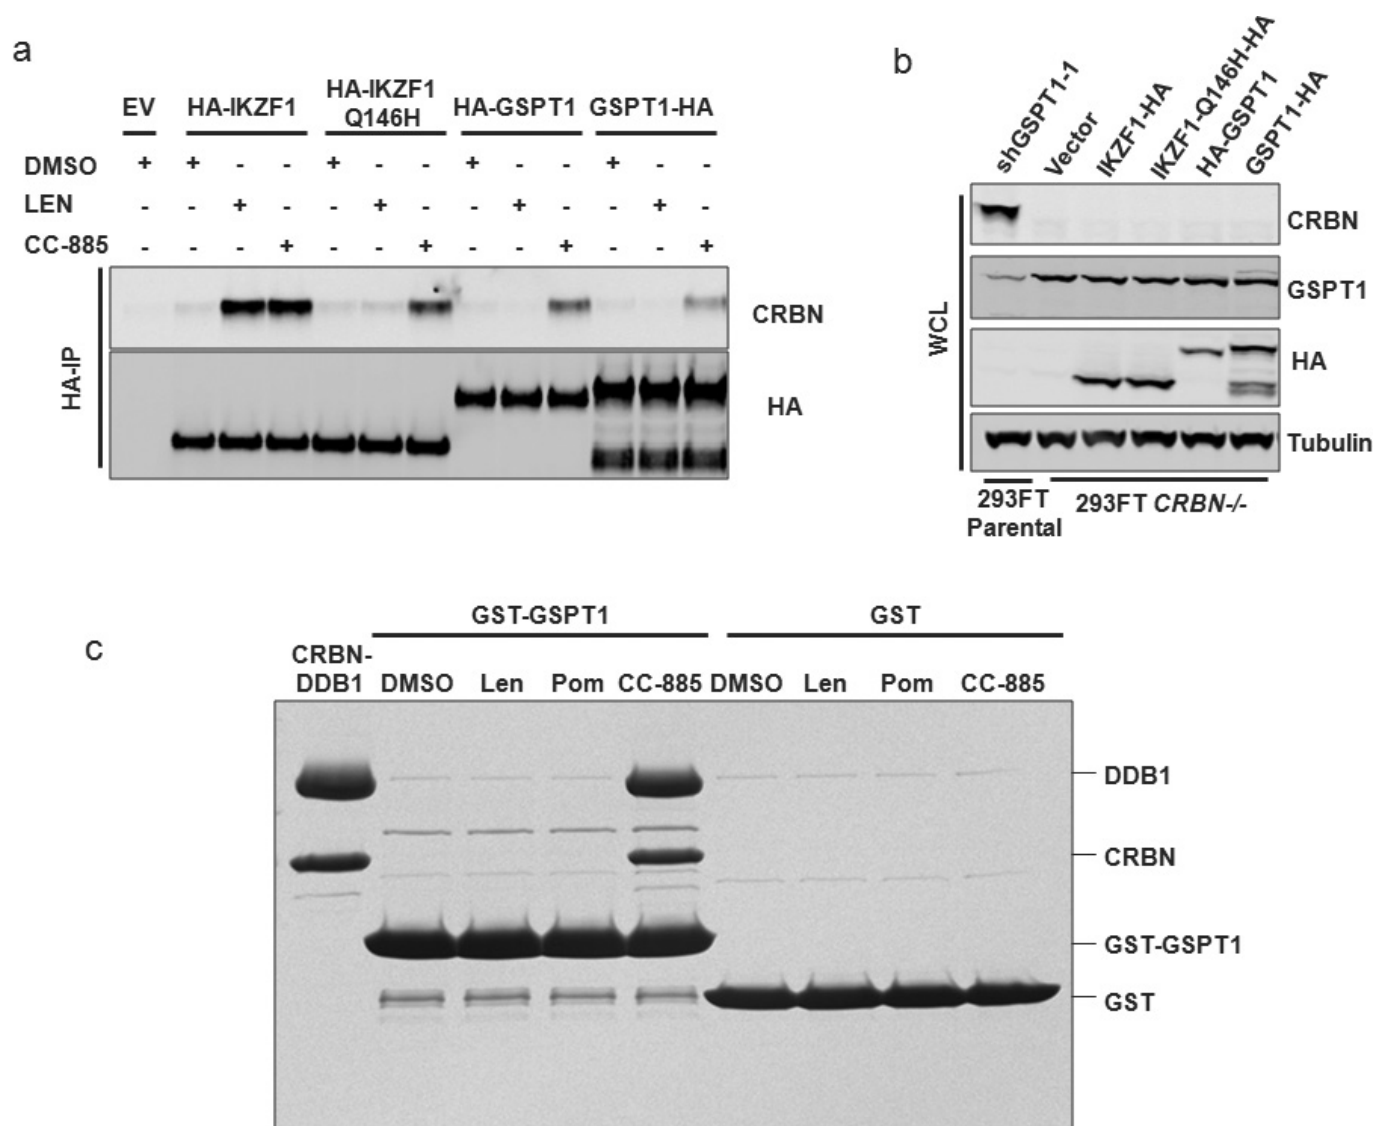 a
EV
HA-IKZF1
HA-IKZF1
Q146H
HA-GSPT1
GSPT1-HA
DMSO + + - - + - - + - - + - -
LEN - - + - - + - - + - - + -
CC-885 - - - + - - + - - + - - +
HA-IP
CRBN
HA
b
shGSPT1-1
Vector
IKZF1-HA
IKZF1-Q146H-HA
HA-GSPT1
GSPT1-HA
WCL
CRBN
GSPT1
HA
Tubulin
293FT
Parental
293FT CRBN-/-
c
GST-GSPT1
GST
CRBN-
DDB1
DMSO Len Pom CC-885 DMSO Len Pom CC-885
DDB1
CRBN
GST-GSPT1
GST